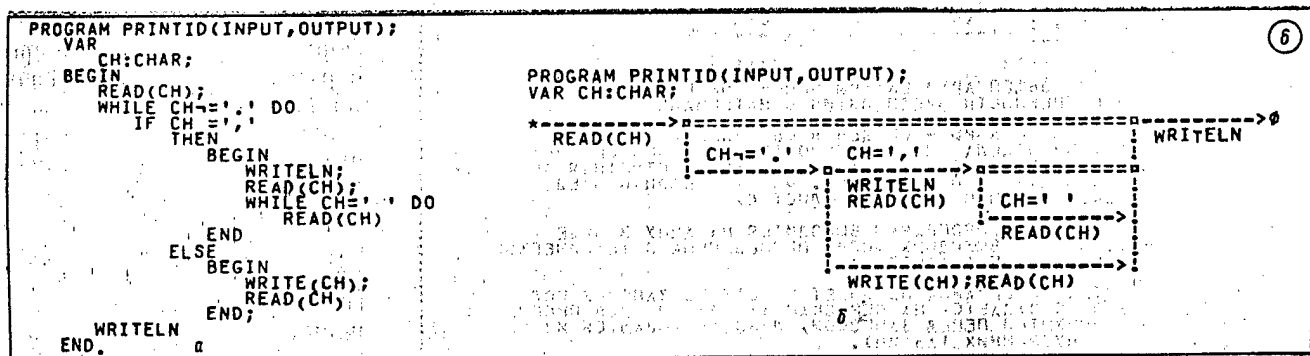 PROGRAM PRINTID(INPUT,OUTPUT);
VAR
CH:CHAR;
BEGIN
READ(CH);
WHILE CH¬='.' DO
IF CH =','
THEN
BEGIN
WRITELN;
READ(CH);
WHILE CH=' ' DO
READ(CH)
END
ELSE
BEGIN
WRITE(CH);
READ(CH)
END;
WRITELN
END.
а
6
PROGRAM PRINTID(INPUT,OUTPUT);
VAR CH:CHAR;
READ(CH)
WRITELN
CH¬='.' CH=','
WRITELN
READ(CH) CH=' '
READ(CH)
WRITE(CH);READ(CH)
б